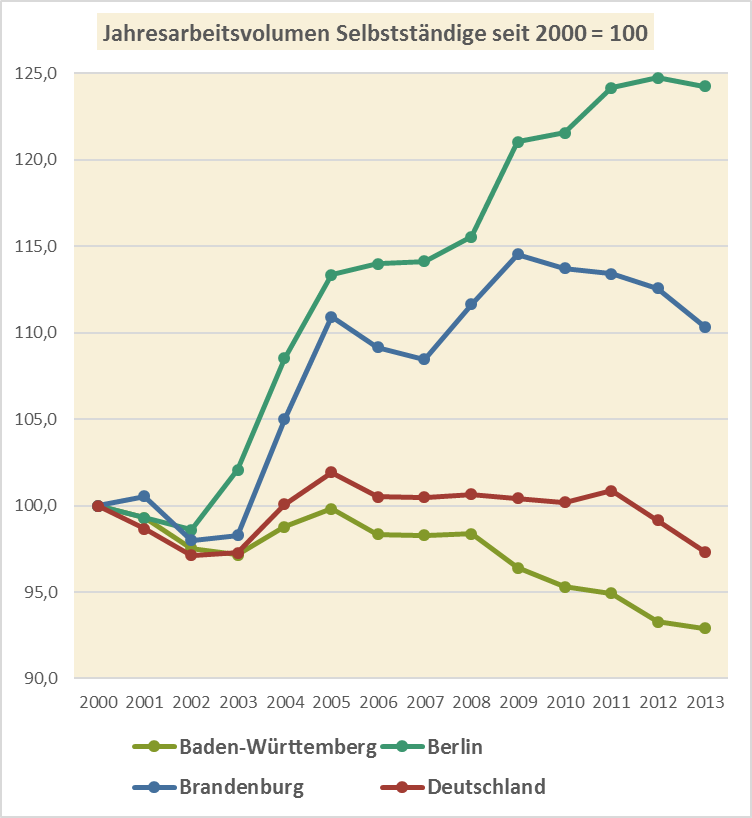 Jahresarbeitsvolumen Selbstständige seit 2000 = 100
125,0
120,0
115,0
110,0
105,0
100,0
95,0
90,0
2000 2001 2002 2003 2004 2005 2006 2007 2008 2009 2010 2011 2012 2013
Baden-Württemberg Berlin
Brandenburg Deutschland